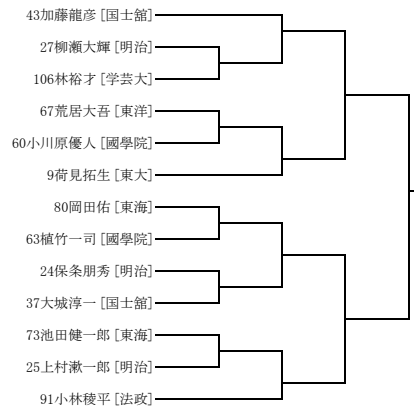 43加藤龍彦 [国士舘]
27柳瀬大輝 [明治]
106林裕才 [学芸大]
67荒居大吾 [東洋]
60小川原優人 [國學院]
9荷見拓生 [東大]
80岡田佑 [東海]
63植竹一司 [國學院]
24保条朋秀 [明治]
37大城淳一 [国士舘]
73池田健一郎 [東海]
25上村漱一郎 [明治]
91小林稜平 [法政]